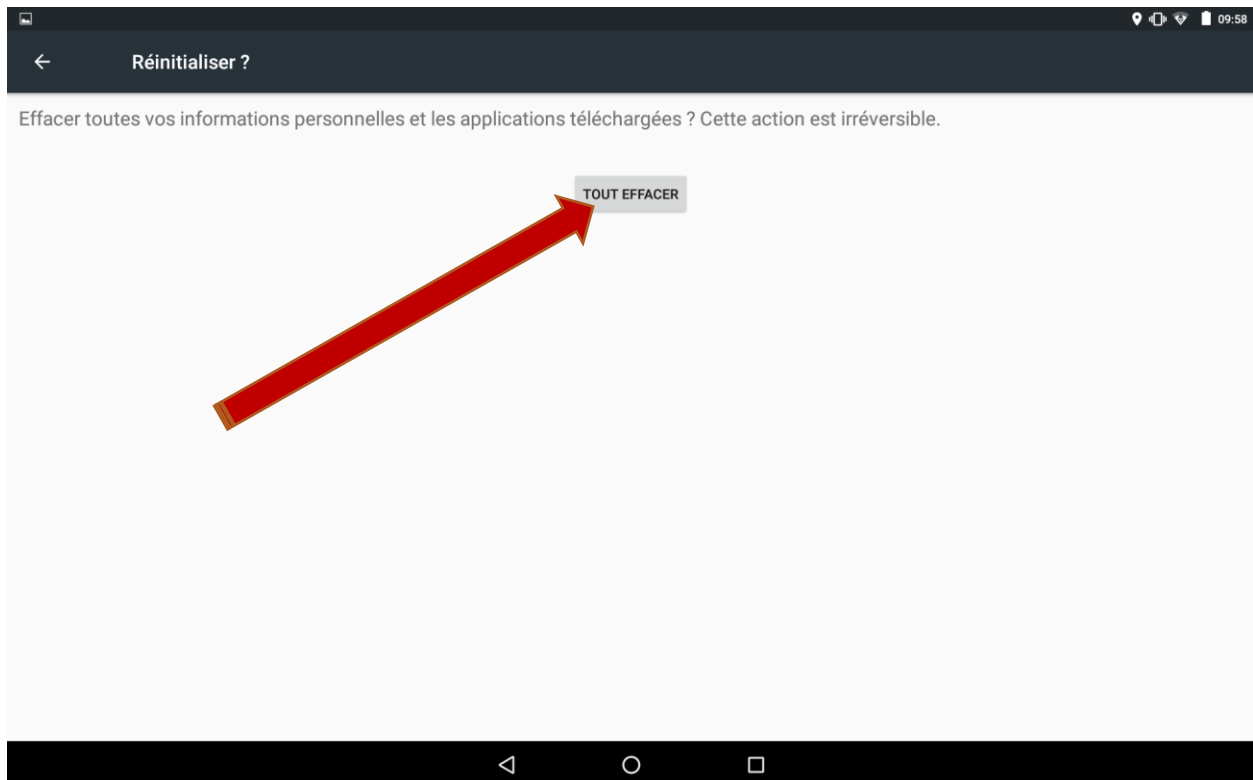 09:58
Réinitialiser ?
Effacer toutes vos informations personnelles et les applications téléchargées ? Cette action est irréversible.
TOUT EFFACER